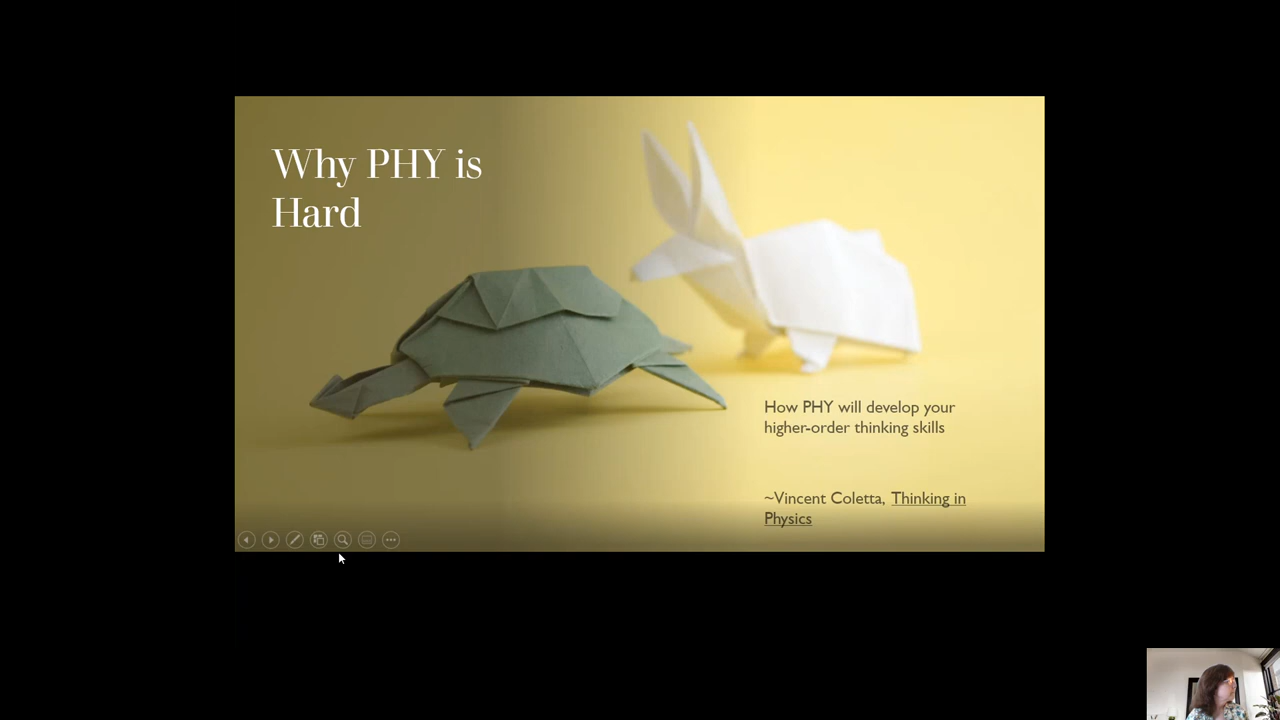 Why PHY is
Hard
How PHY will develop your
higher-order thinking skills
~Vincent Coletta, Thinking in
Physics